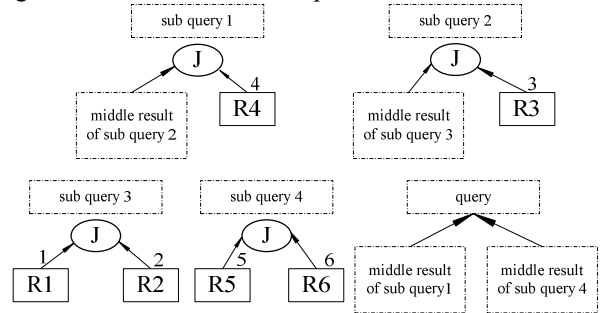 sub query 1
J
4
middle result
of sub query 2
R4
sub query 2
J
3
middle result
of sub query 3
R3
sub query 3
J
1
2
R1
R2
sub query 4
J
5
6
R5
R6
query
middle result
of sub query1
middle result
of sub query 4